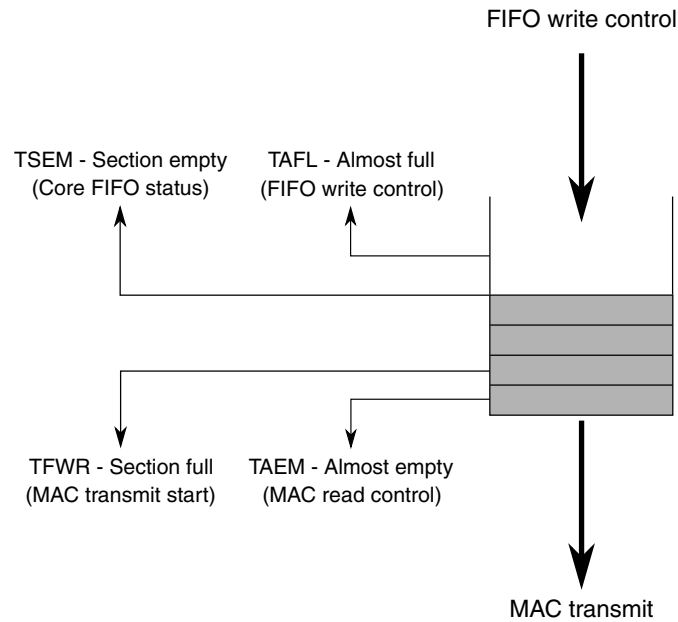 FIFO write control
TSEM - Section empty
(Core FIFO status)
TAFL - Almost full
(FIFO write control)
TFWR - Section full
(MAC transmit start)
TAEM - Almost empty
(MAC read control)
MAC transmit